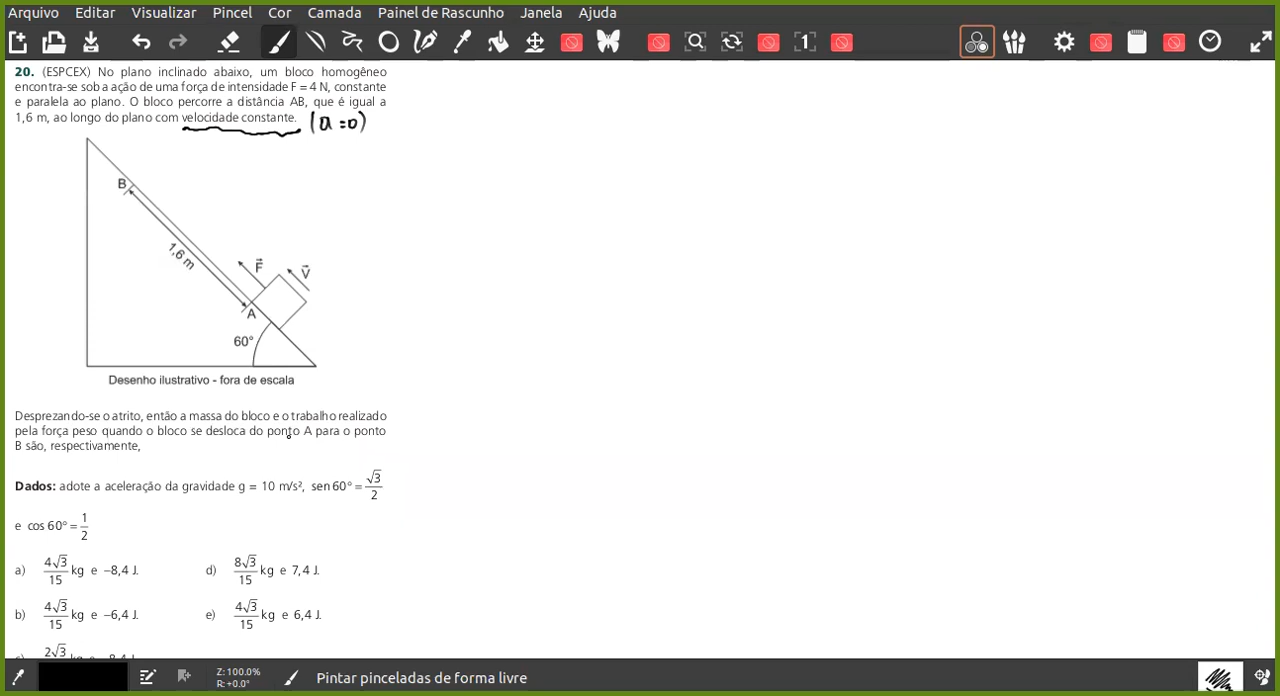 Arquivo Editar Visualizar Pincel Cor Camada Painel de Rascunho Janela Ajuda
1
20. (ESPCEX) No plano inclinado abaixo, um bloco homogêneo
encontra-se sob a ação de uma força de intensidade F = 4 N, constante
e paralela ao plano. O bloco percorre a distância AB, que é igual a
1,6 m, ao longo do plano com velocidade constante. (a=0)
B
1,6 m
F
V
A
60°
Desenho ilustrativo - fora de escala
Desprezando-se o atrito, então a massa do bloco e o trabalho realizado
pela força peso quando o bloco se desloca do ponto A para o ponto
B são, respectivamente,
Dados: adote a aceleração da gravidade g = 10 m/s², sen 60° = √3/2
e cos 60° = 1/2
a) 4√3/15 kg e −8,4 J. d) 8√3/15 kg e 7,4 J.
b) 4√3/15 kg e −6,4 J. e) 4√3/15 kg e 6,4 J.
2√3
Z:100.0%
R:+0.0°
Pintar pinceladas de forma livre